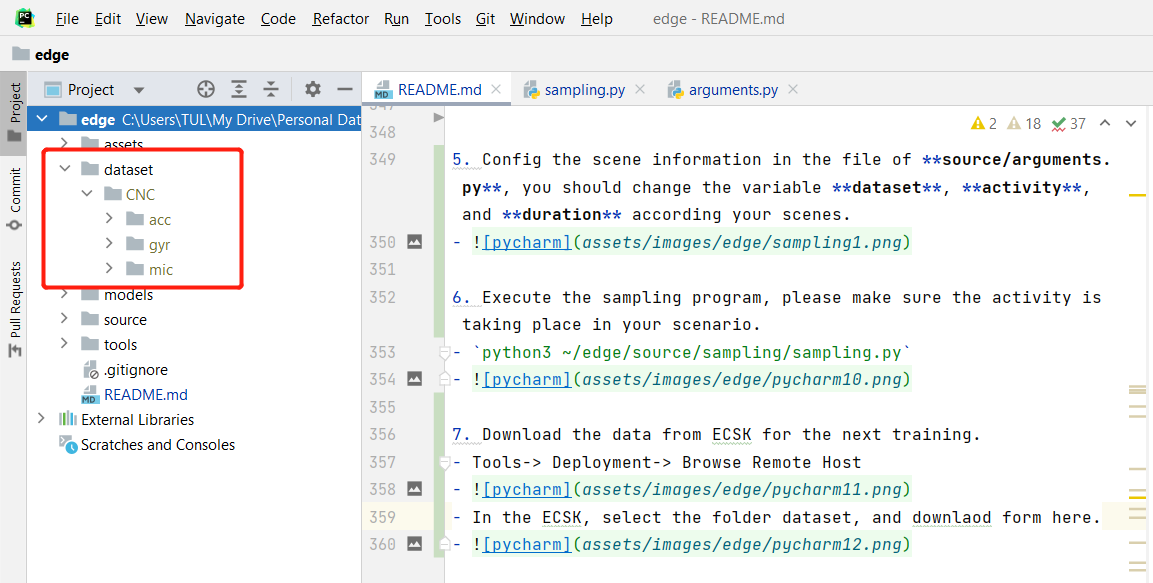 PC
File Edit View Navigate Code Refactor Run Tools Git Window Help edge - README.md
edge
Project
Commit
Pull Requests
Project
edge C:\Users\TUL\My Drive\Personal Dat
assets
dataset
CNC
acc
gyr
mic
models
source
tools
.gitignore
MD README.md
External Libraries
Scratches and Consoles
MD README.md sampling.py arguments.py
2 18 37
347
348
349 5. Config the scene information in the file of **source/arguments.
py**, you should change the variable **dataset**, **activity**,
and **duration** according your scenes.
350 - ![pycharm](assets/images/edge/sampling1.png)
351
352 6. Execute the sampling program, please make sure the activity is
taking place in your scenario.
353 - `python3 ~/edge/source/sampling/sampling.py`
354 - ![pycharm](assets/images/edge/pycharm10.png)
355
356 7. Download the data from ECSK for the next training.
357 - Tools-> Deployment-> Browse Remote Host
358 - ![pycharm](assets/images/edge/pycharm11.png)
359 - In the ECSK, select the folder dataset, and downlaod form here.
360 - ![pycharm](assets/images/edge/pycharm12.png)